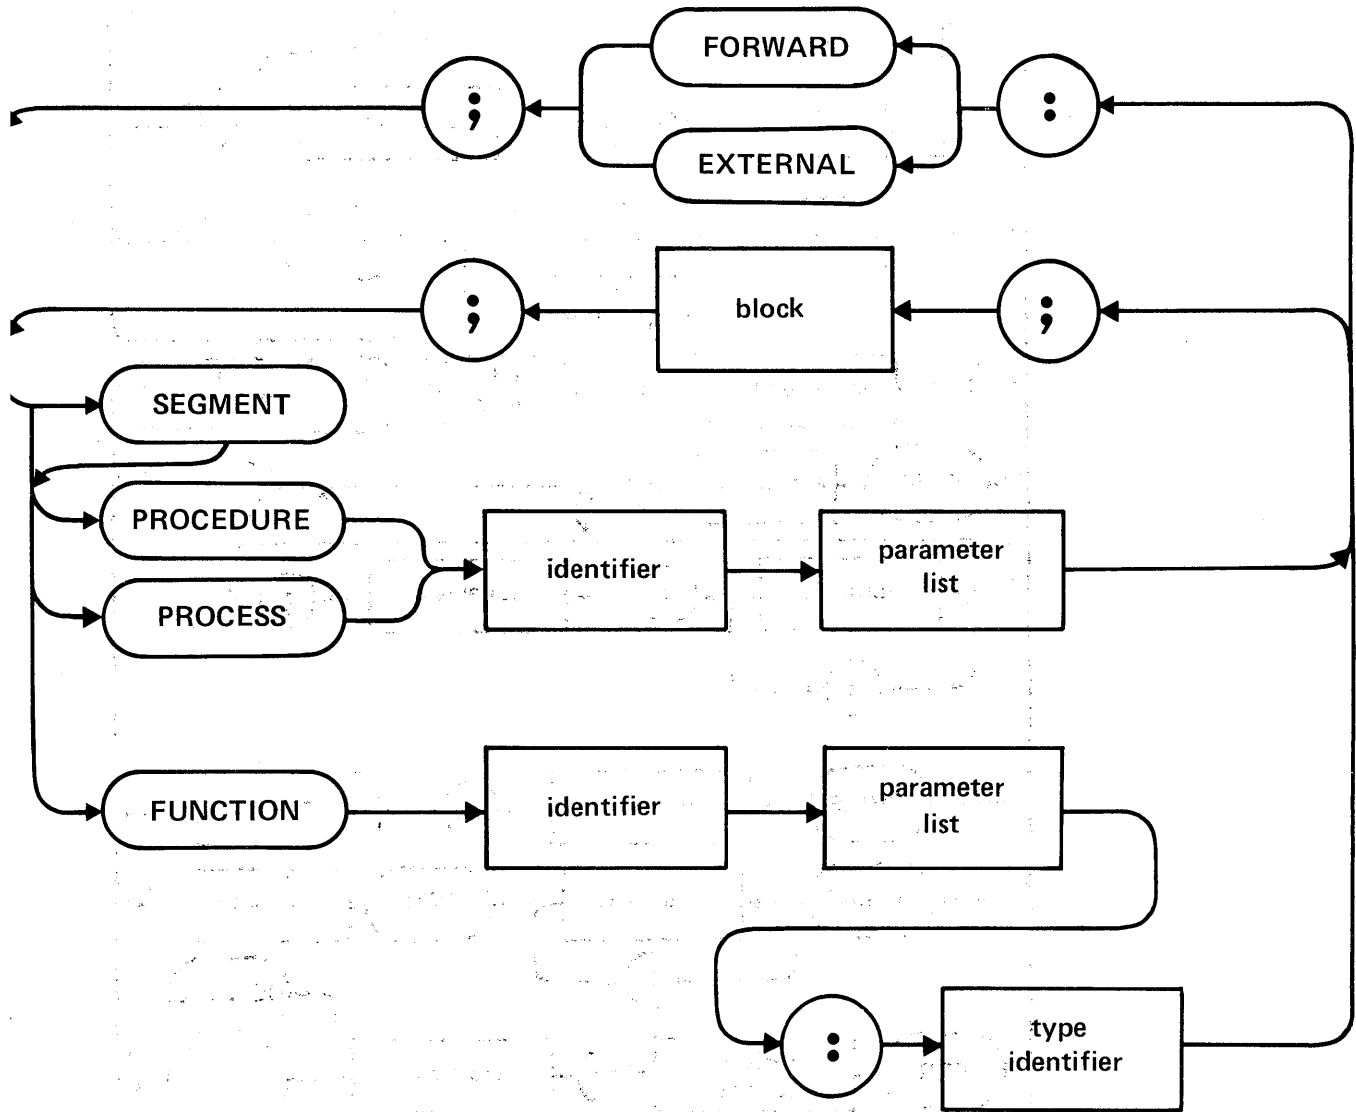 FORWARD
; :
EXTERNAL
; block ;
SEGMENT
PROCEDURE
identifier
parameter
list
PROCESS
FUNCTION
identifier
parameter
list
:
type
identifier